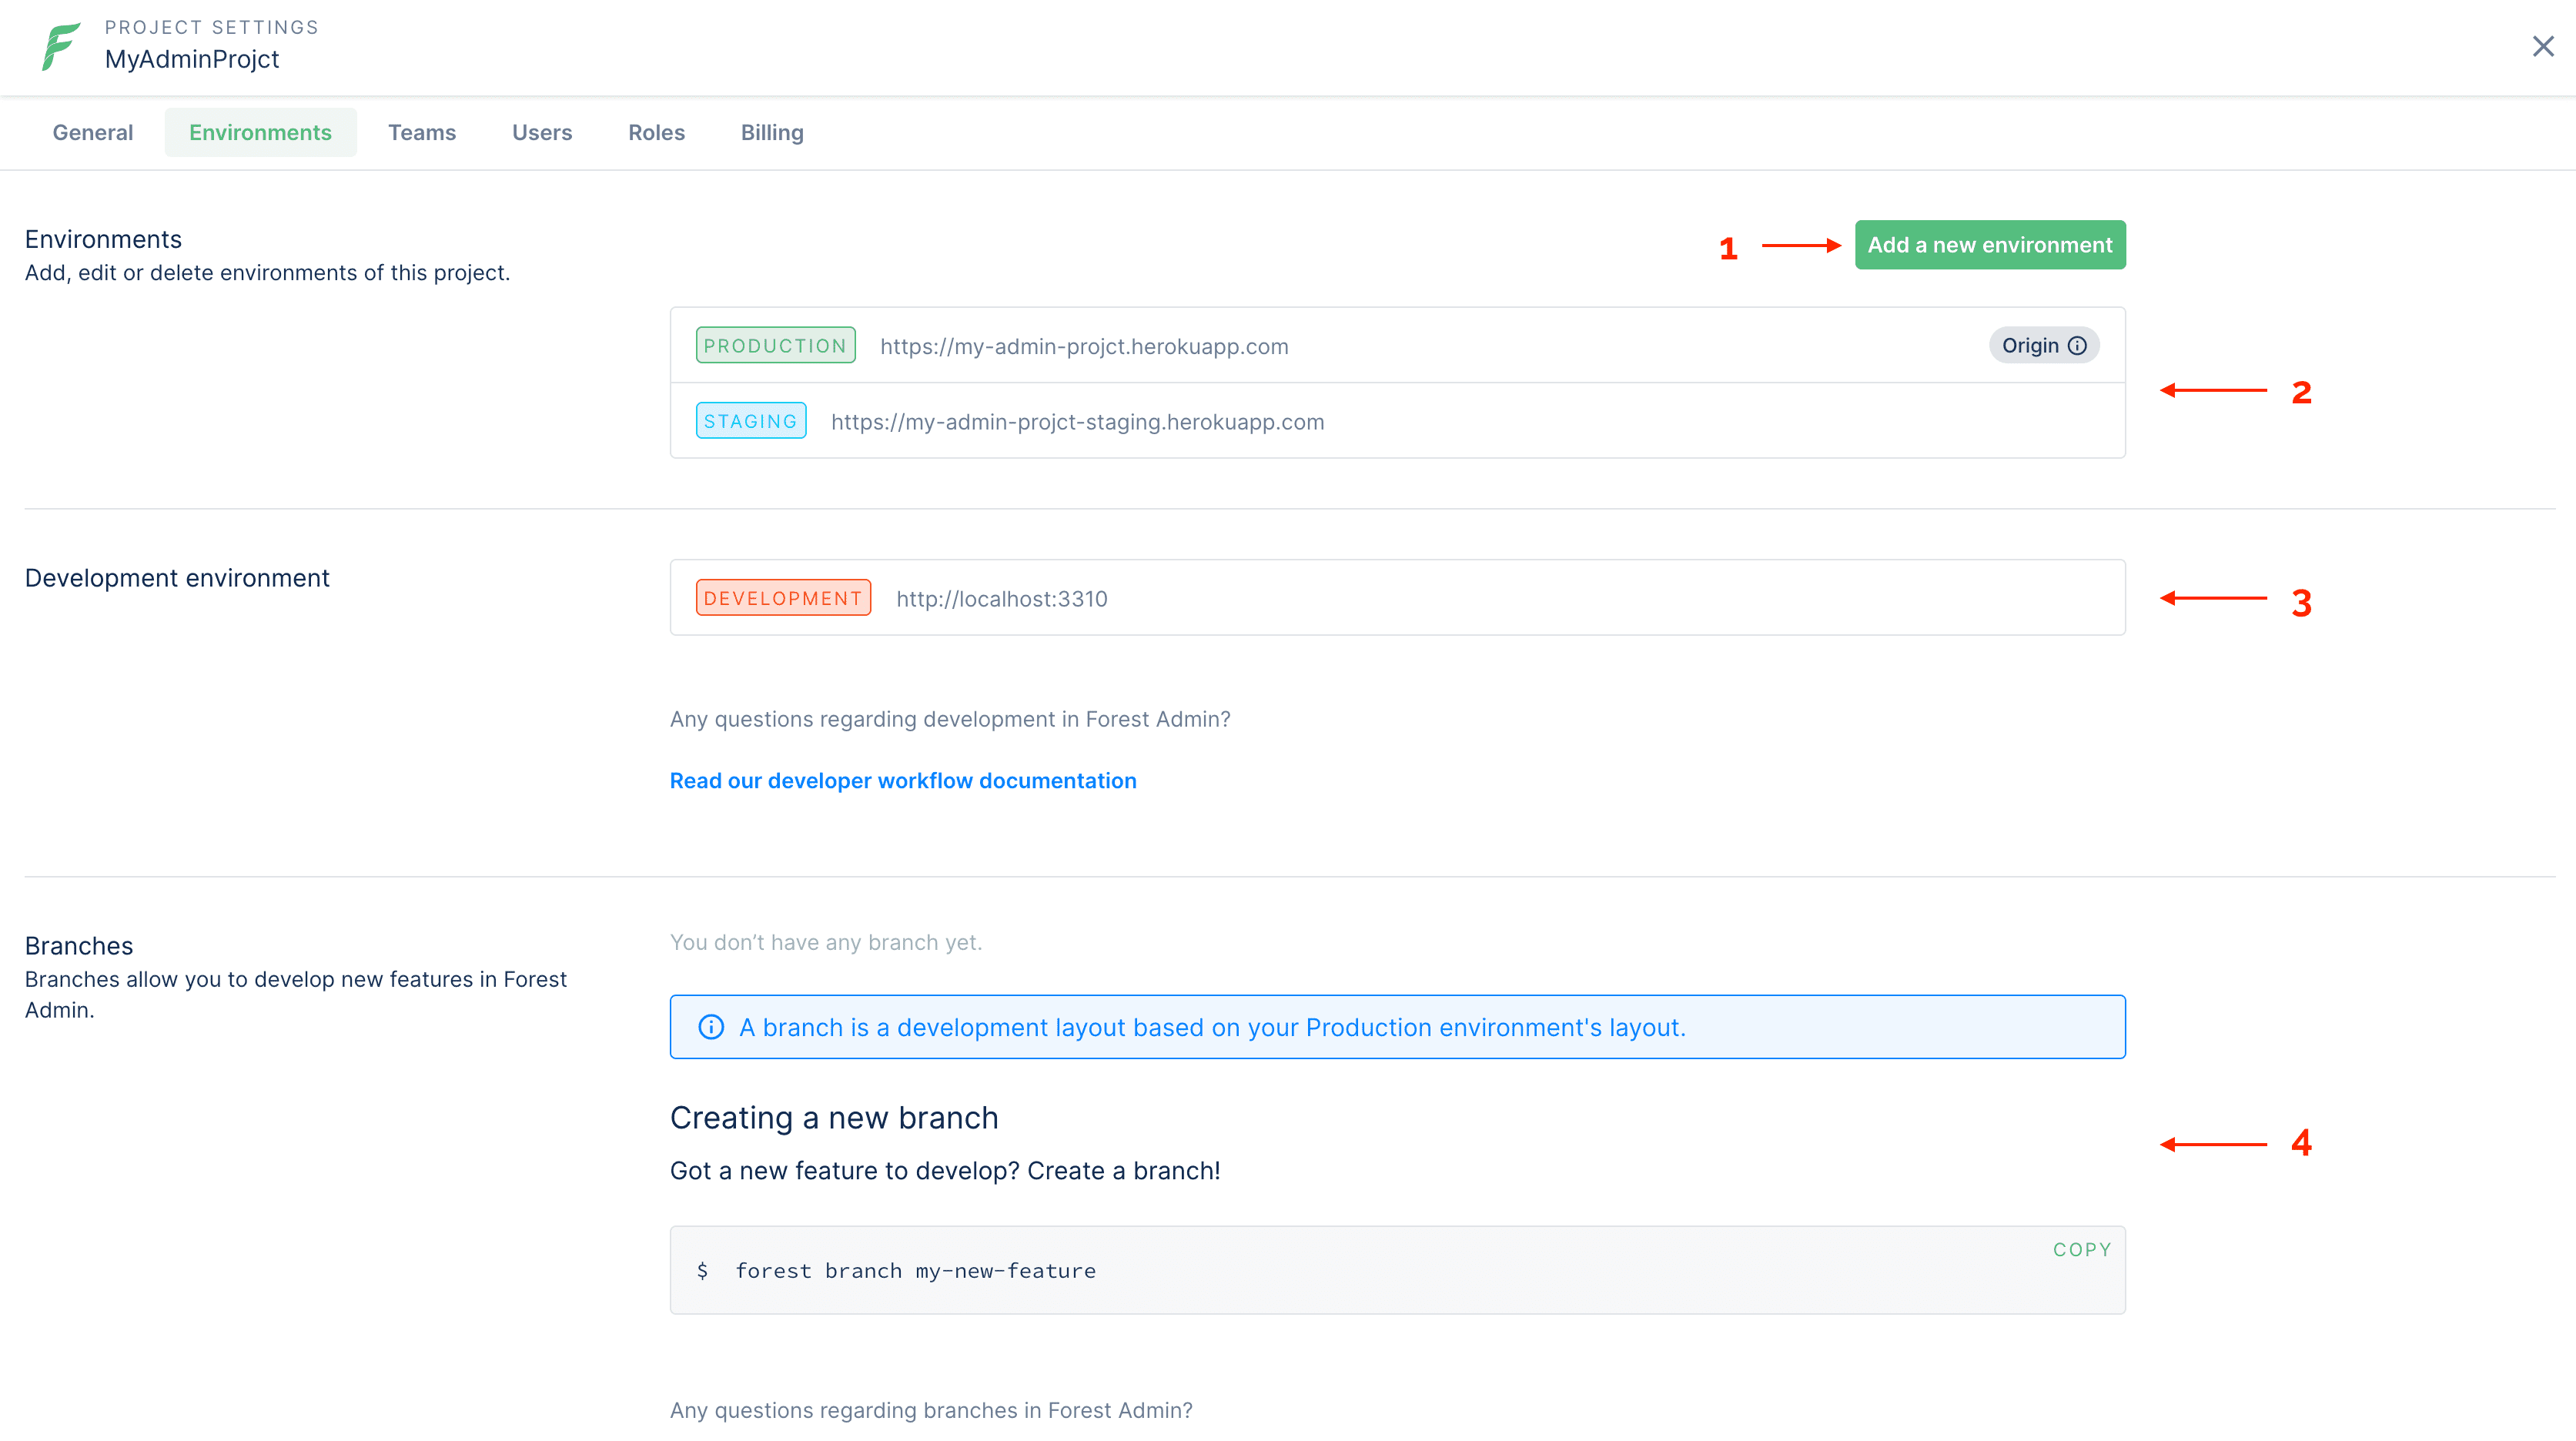 PROJECT SETTINGS
MyAdminProjct
General Environments Teams Users Roles Billing
Environments
Add, edit or delete environments of this project.
1 Add a new environment
PRODUCTION https://my-admin-projct.herokuapp.com Origin
2
STAGING https://my-admin-projct-staging.herokuapp.com
Development environment
DEVELOPMENT http://localhost:3310
3
Any questions regarding development in Forest Admin?
Read our developer workflow documentation
Branches
Branches allow you to develop new features in Forest
Admin.
You don’t have any branch yet.
A branch is a development layout based on your Production environment's layout.
Creating a new branch
4
Got a new feature to develop? Create a branch!
COPY
$ forest branch my-new-feature
Any questions regarding branches in Forest Admin?